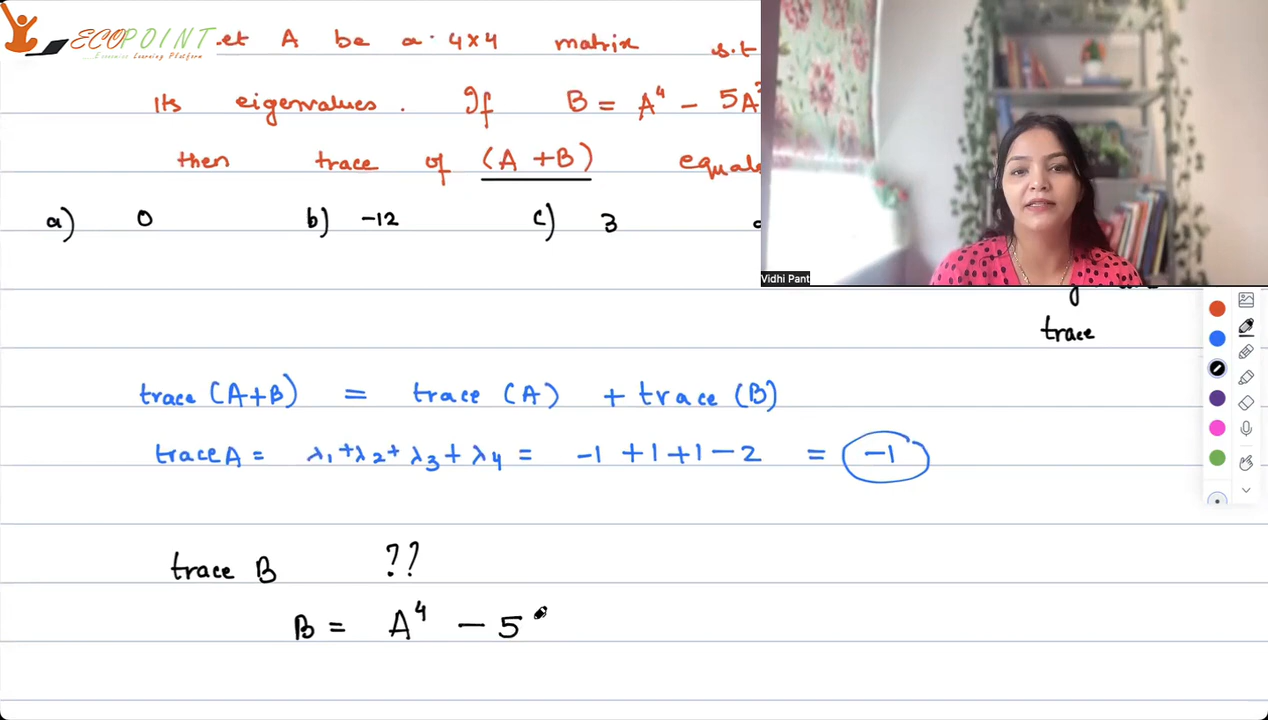 ECOPOINT
Economics Learning Platform
et A be a 4×4 matrix s.t
its eigenvalues. If B = A⁴ − 5A
then trace of (A + B) equals
a) 0 b) −12 c) 3
Vidhi Pant
trace
trace (A+B) = trace (A) + trace (B)
trace A = λ₁+λ₂+λ₃+λ₄ = −1 +1 +1 −2 = −1
trace B ??
B = A⁴ − 5